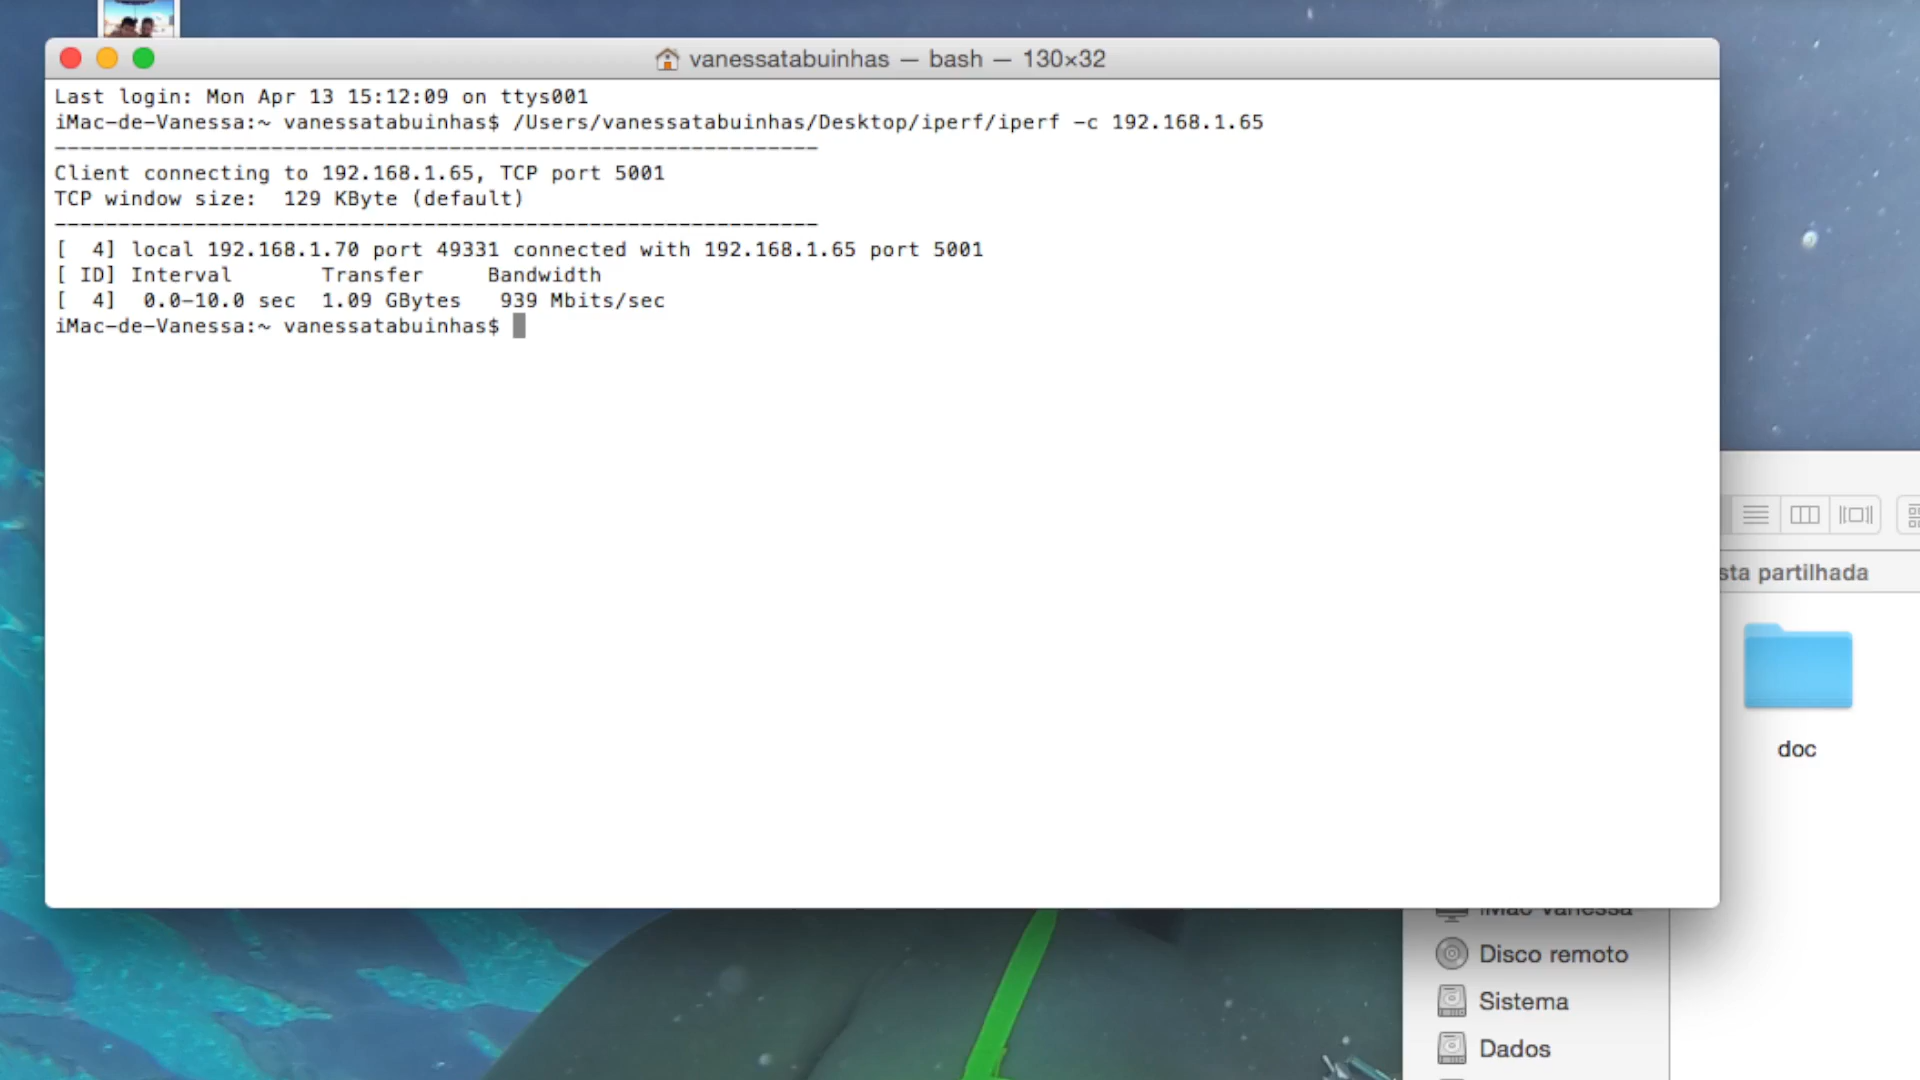 vanessatabuinhas — bash — 130×32
Last login: Mon Apr 13 15:12:09 on ttys001
iMac-de-Vanessa:~ vanessatabuinhas$ /Users/vanessatabuinhas/Desktop/iperf/iperf -c 192.168.1.65
------------------------------------------------------------
Client connecting to 192.168.1.65, TCP port 5001
TCP window size:  129 KByte (default)
------------------------------------------------------------
[  4] local 192.168.1.70 port 49331 connected with 192.168.1.65 port 5001
[ ID] Interval       Transfer     Bandwidth
[  4]  0.0-10.0 sec  1.09 GBytes   939 Mbits/sec
iMac-de-Vanessa:~ vanessatabuinhas$
sta partilhada
doc
iMac Vanessa
Disco remoto
Sistema
Dados